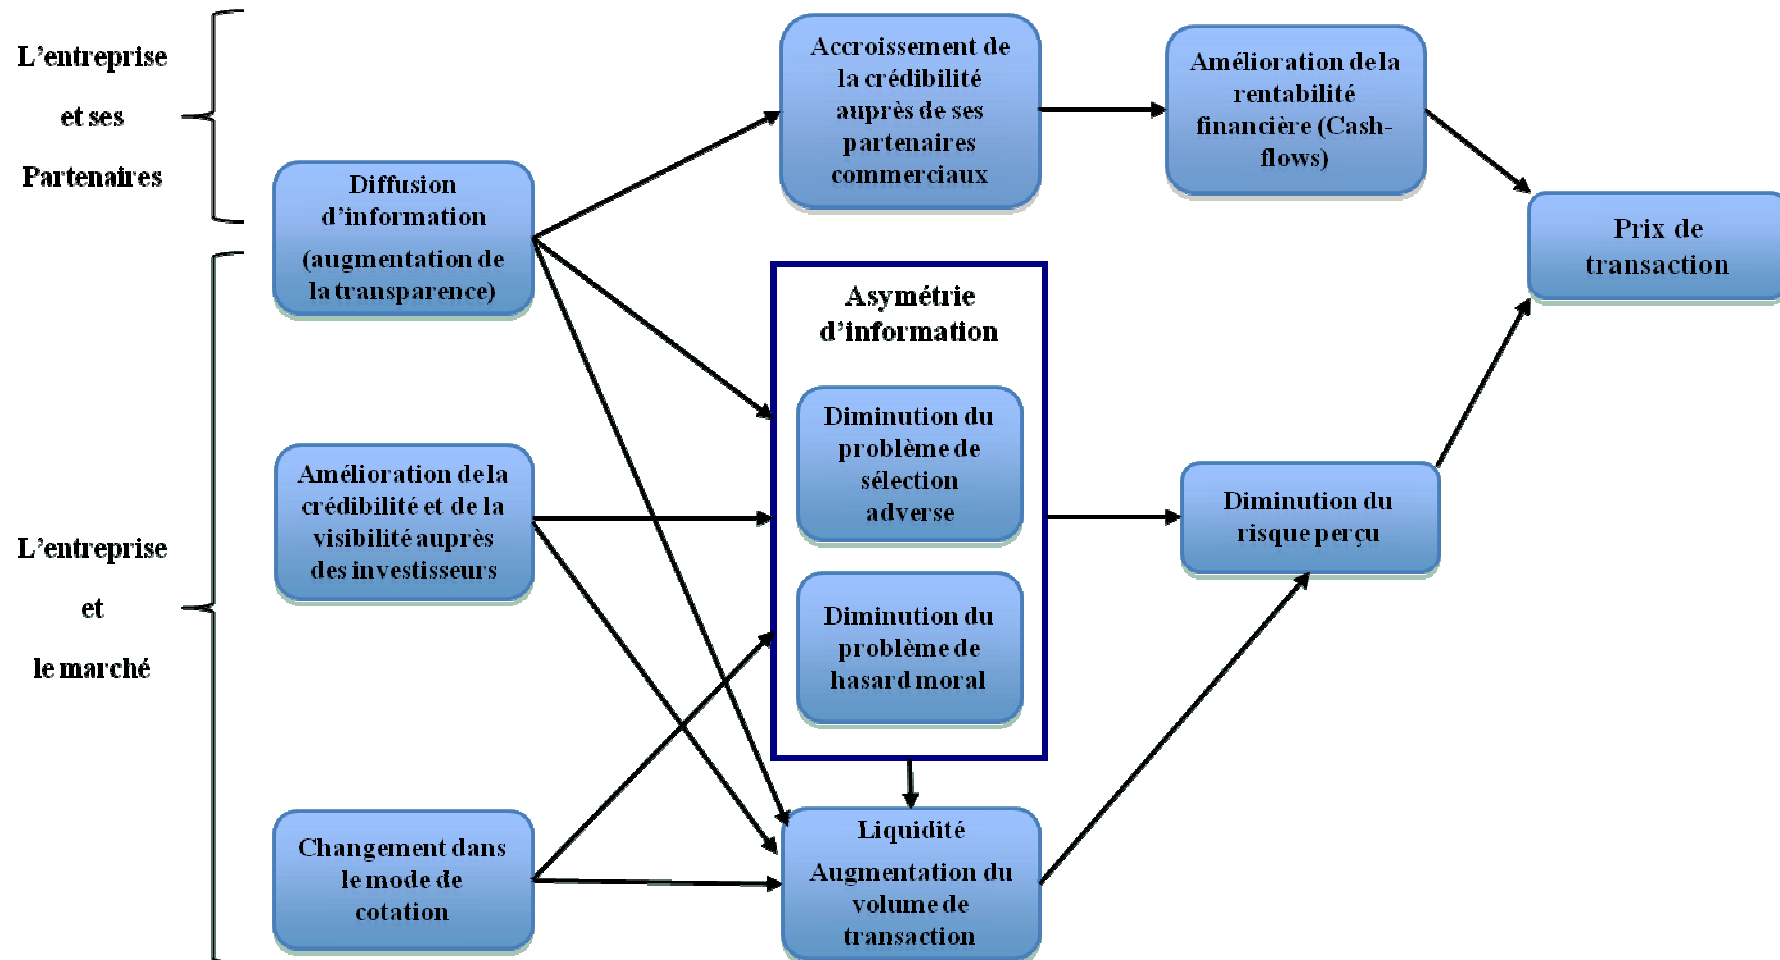 L'entreprise
et ses
Partenaires
Diffusion
d'information
(augmentation de
la transparence)
Accroissement de
la crédibilité
auprès de ses
partenaires
commerciaux
Amélioration de la
rentabilité
financière (Cash-
flows)
Prix de
transaction
L'entreprise
et
le marché
Amélioration de la
crédibilité et de la
visibilité auprès
des investisseurs
Asymétrie
d'information
Diminution du
problème de
sélection
adverse
Diminution du
problème de
hasard moral
Diminution du
risque perçu
Changement dans
le mode de
cotation
Liquidité
Augmentation du
volume de
transaction